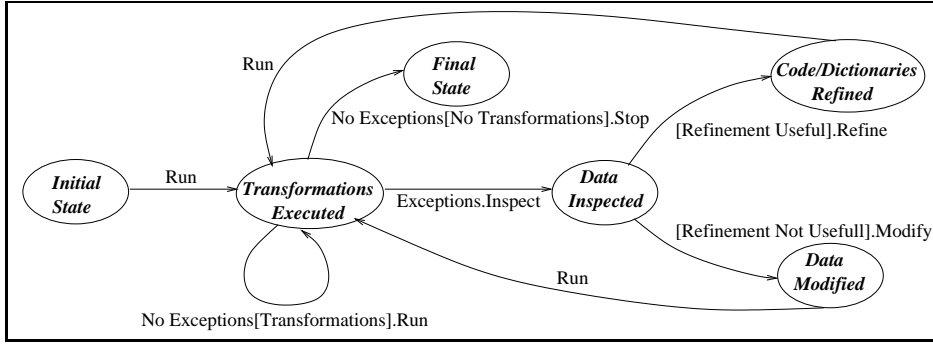 Run
Final
State
Code/Dictionaries
Refined
No Exceptions[No Transformations].Stop
[Refinement Useful].Refine
Initial
State
Run
Transformations
Executed
Exceptions.Inspect
Data
Inspected
[Refinement Not Usefull].Modify
Run
Data
Modified
No Exceptions[Transformations].Run